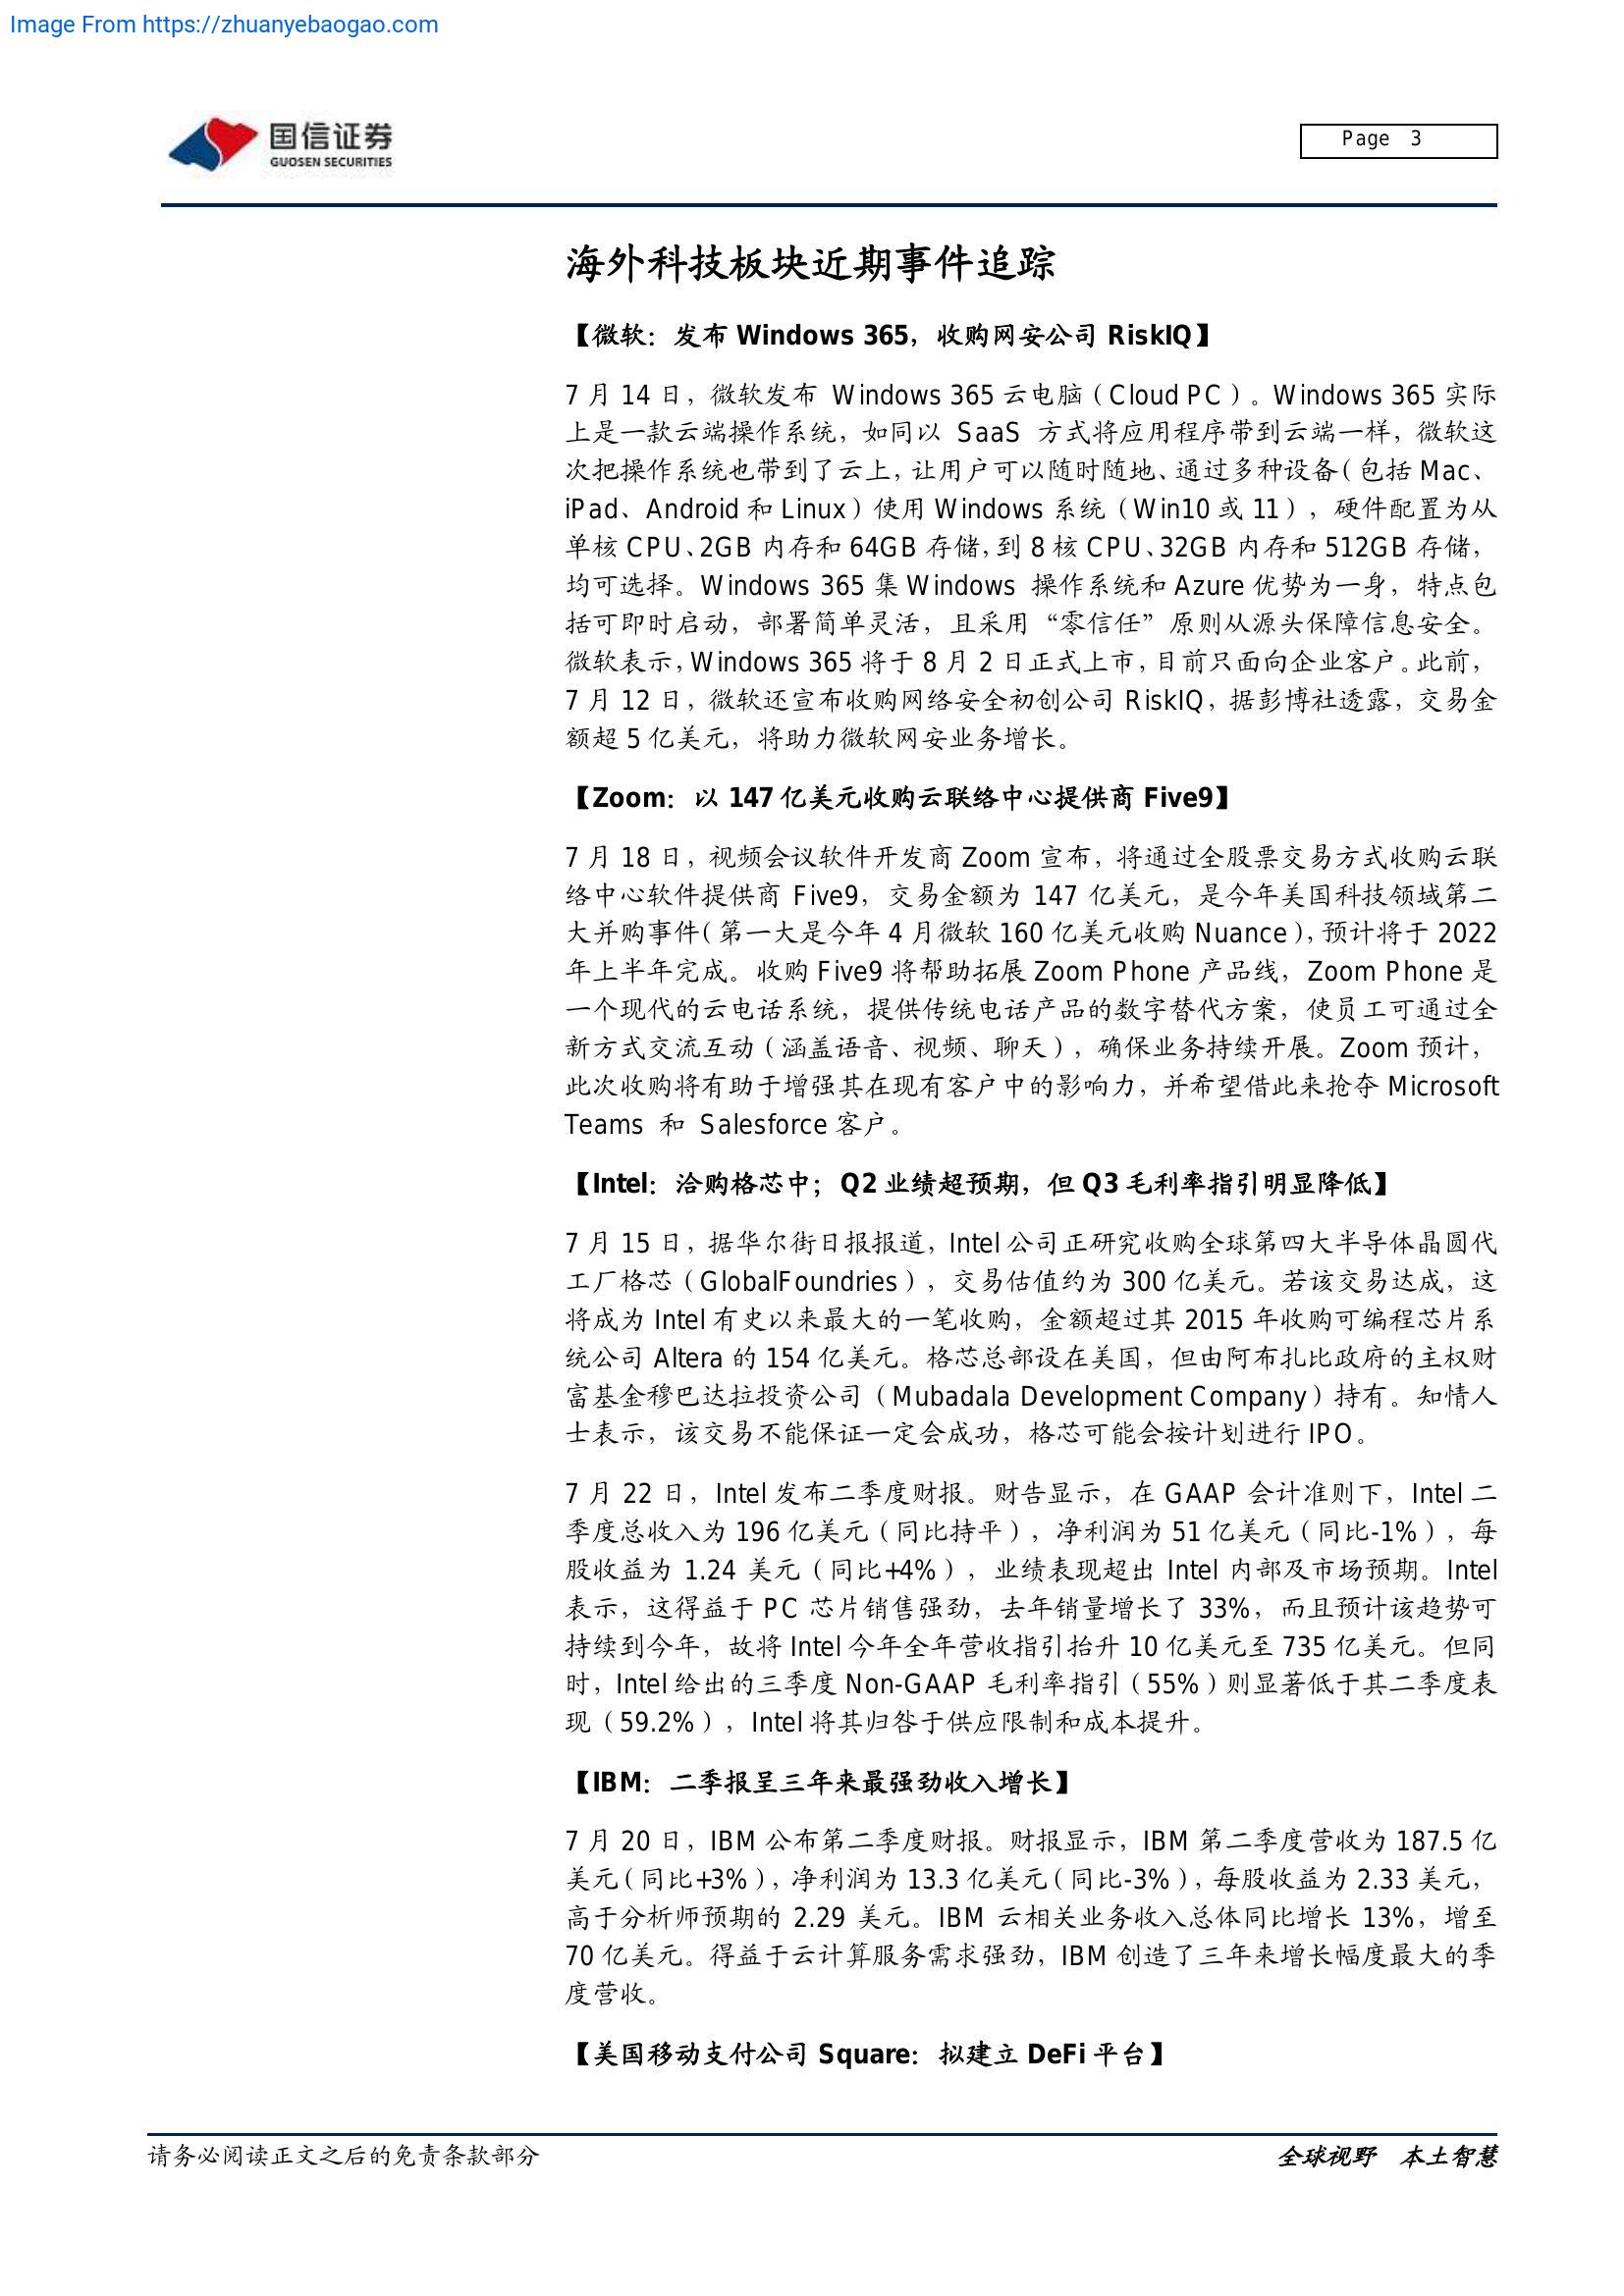 Image From https://zhuanyebaogao.com
国信证券
GUOSEN SECURITIES
Page 3
海外科技板块近期事件追踪
【微软：发布 Windows 365，收购网安公司 RiskIQ】
7 月 14 日，微软发布 Windows 365 云电脑（Cloud PC）。Windows 365 实际
上是一款云端操作系统，如同以 SaaS 方式将应用程序带到云端一样，微软这
次把操作系统也带到了云上，让用户可以随时随地、通过多种设备（包括 Mac、
iPad、Android 和 Linux）使用 Windows 系统（Win10 或 11），硬件配置为从
单核 CPU、2GB 内存和 64GB 存储，到 8 核 CPU、32GB 内存和 512GB 存储，
均可选择。Windows 365 集 Windows 操作系统和 Azure 优势为一身，特点包
括可即时启动，部署简单灵活，且采用“零信任”原则从源头保障信息安全。
微软表示，Windows 365 将于 8 月 2 日正式上市，目前只面向企业客户。此前，
7 月 12 日，微软还宣布收购网络安全初创公司 RiskIQ，据彭博社透露，交易金
额超 5 亿美元，将助力微软网安业务增长。
【Zoom：以 147 亿美元收购云联络中心提供商 Five9】
7 月 18 日，视频会议软件开发商 Zoom 宣布，将通过全股票交易方式收购云联
络中心软件提供商 Five9，交易金额为 147 亿美元，是今年美国科技领域第二
大并购事件（第一大是今年 4 月微软 160 亿美元收购 Nuance），预计将于 2022
年上半年完成。收购 Five9 将帮助拓展 Zoom Phone 产品线，Zoom Phone 是
一个现代的云电话系统，提供传统电话产品的数字替代方案，使员工可通过全
新方式交流互动（涵盖语音、视频、聊天），确保业务持续开展。Zoom 预计，
此次收购将有助于增强其在现有客户中的影响力，并希望借此来抢夺 Microsoft
Teams 和 Salesforce 客户。
【Intel：洽购格芯中；Q2 业绩超预期，但 Q3 毛利率指引明显降低】
7 月 15 日，据华尔街日报报道，Intel 公司正研究收购全球第四大半导体晶圆代
工厂格芯（GlobalFoundries），交易估值约为 300 亿美元。若该交易达成，这
将成为 Intel 有史以来最大的一笔收购，金额超过其 2015 年收购可编程芯片系
统公司 Altera 的 154 亿美元。格芯总部设在美国，但由阿布扎比政府的主权财
富基金穆巴达拉投资公司（Mubadala Development Company）持有。知情人
士表示，该交易不能保证一定会成功，格芯可能会按计划进行 IPO。
7 月 22 日，Intel 发布二季度财报。财告显示，在 GAAP 会计准则下，Intel 二
季度总收入为 196 亿美元（同比持平），净利润为 51 亿美元（同比-1%），每
股收益为 1.24 美元（同比+4%），业绩表现超出 Intel 内部及市场预期。Intel
表示，这得益于 PC 芯片销售强劲，去年销量增长了 33%，而且预计该趋势可
持续到今年，故将 Intel 今年全年营收指引抬升 10 亿美元至 735 亿美元。但同
时，Intel 给出的三季度 Non-GAAP 毛利率指引（55%）则显著低于其二季度表
现（59.2%），Intel 将其归咎于供应限制和成本提升。
【IBM：二季报呈三年来最强劲收入增长】
7 月 20 日，IBM 公布第二季度财报。财报显示，IBM 第二季度营收为 187.5 亿
美元（同比+3%），净利润为 13.3 亿美元（同比-3%），每股收益为 2.33 美元，
高于分析师预期的 2.29 美元。IBM 云相关业务收入总体同比增长 13%，增至
70 亿美元。得益于云计算服务需求强劲，IBM 创造了三年来增长幅度最大的季
度营收。
【美国移动支付公司 Square：拟建立 DeFi 平台】
请务必阅读正文之后的免责条款部分
全球视野 本土智慧